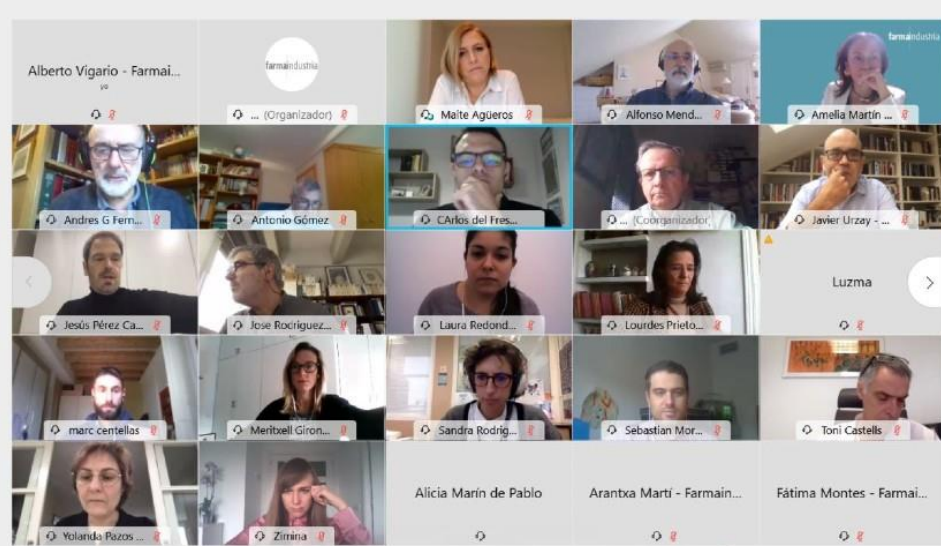 Alberto Vigario - Farmai...
yo
farmaindustria
... (Organizador)
Maite Agüeros
Alfonso Mend...
farmaindustria
Amelia Martín ...
Andres G Fern...
Antonio Gómez
CArlos del Fres...
... (Coorganizador)
Javier Urzay - ...
Jesús Pérez Ca...
Jose Rodriguez...
Laura Redond...
Lourdes Prieto...
Luzma
marc centellas
Meritxell Giron...
Sandra Rodrig...
Sebastian Mor...
Toni Castells
Yolanda Pazos ...
Zimina
Alicia Marín de Pablo
Arantxa Martí - Farmain...
Fátima Montes - Farmai...